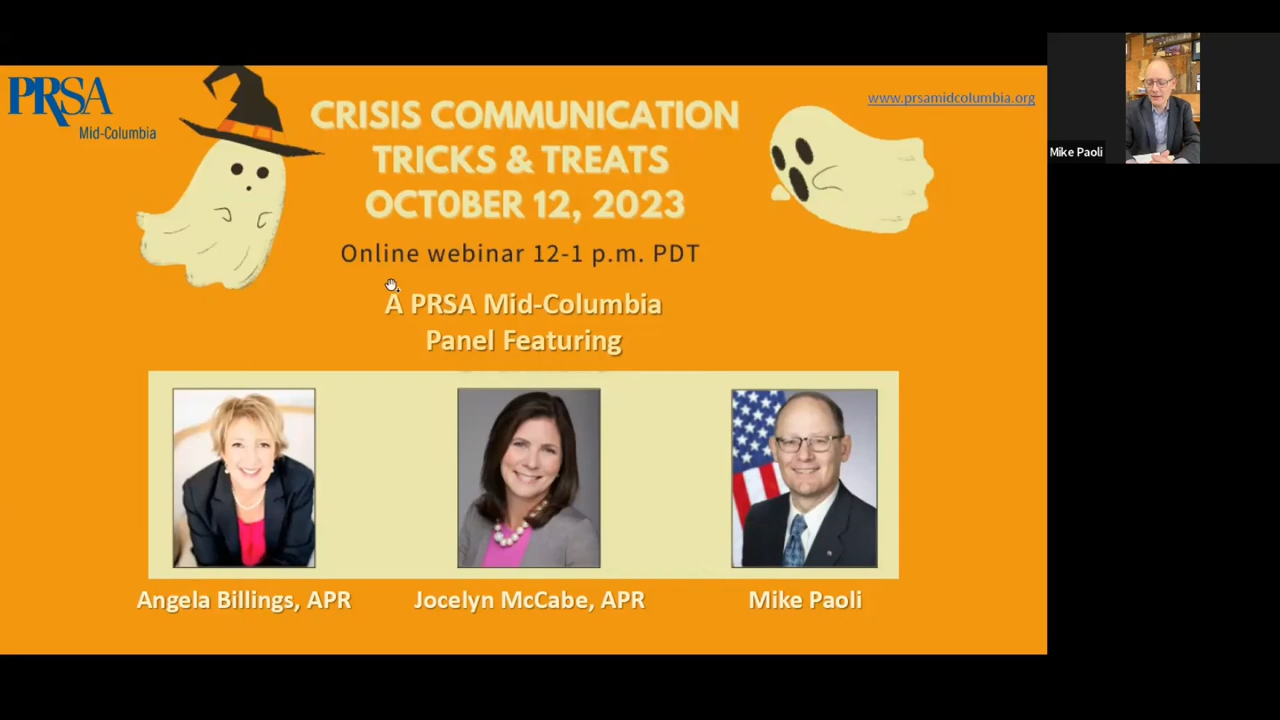 PRSA
Mid-Columbia
www.prsamidcolumbia.org
CRISIS COMMUNICATION
TRICKS & TREATS
OCTOBER 12, 2023
Online webinar 12-1 p.m. PDT
A PRSA Mid-Columbia
Panel Featuring
Angela Billings, APR
Jocelyn McCabe, APR
Mike Paoli
Mike Paoli